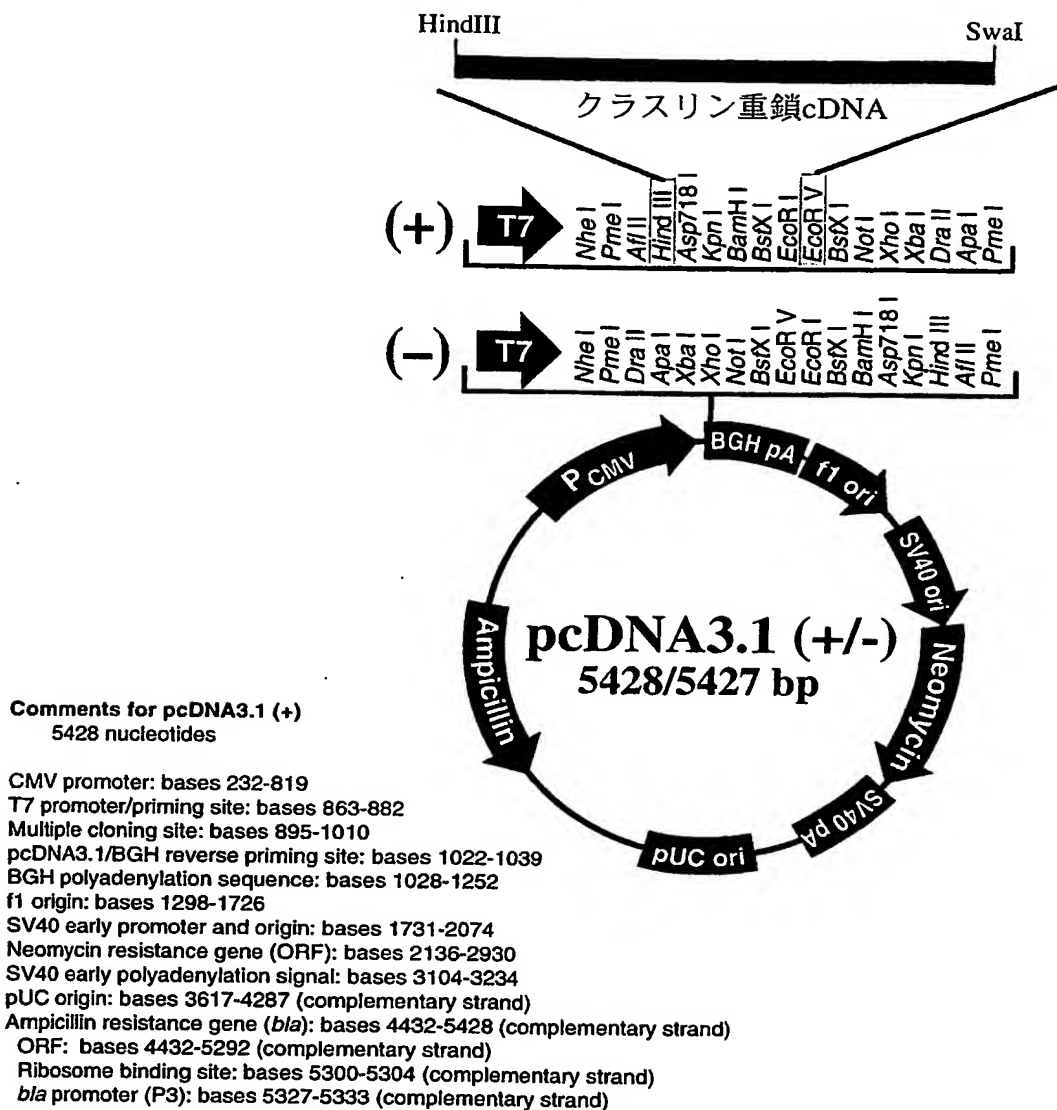 HindIII
SwaI
クラスリン重鎖cDNA
(+)
T7
Nhe I
Pme I
Afl II
Hind III
Asp718 I
Kpn I
BamH I
BstX I
EcoR I
EcoR V
BstX I
Not I
Xho I
Xba I
Dra II
Apa I
Pme I
(−)
T7
Nhe I
Pme I
Dra II
Apa I
Xba I
Xho I
Not I
BstX I
EcoR V
EcoR I
BstX I
BamH I
Asp718 I
Kpn I
Hind III
Afl II
Pme I
P CMV
BGH pA
f1 ori
SV40 ori
Neomycin
SV40 pA
pUC ori
Ampicillin
pcDNA3.1 (+/-)
5428/5427 bp
Comments for pcDNA3.1 (+)
5428 nucleotides
CMV promoter: bases 232-819
T7 promoter/priming site: bases 863-882
Multiple cloning site: bases 895-1010
pcDNA3.1/BGH reverse priming site: bases 1022-1039
BGH polyadenylation sequence: bases 1028-1252
f1 origin: bases 1298-1726
SV40 early promoter and origin: bases 1731-2074
Neomycin resistance gene (ORF): bases 2136-2930
SV40 early polyadenylation signal: bases 3104-3234
pUC origin: bases 3617-4287 (complementary strand)
Ampicillin resistance gene (bla): bases 4432-5428 (complementary strand)
ORF: bases 4432-5292 (complementary strand)
Ribosome binding site: bases 5300-5304 (complementary strand)
bla promoter (P3): bases 5327-5333 (complementary strand)